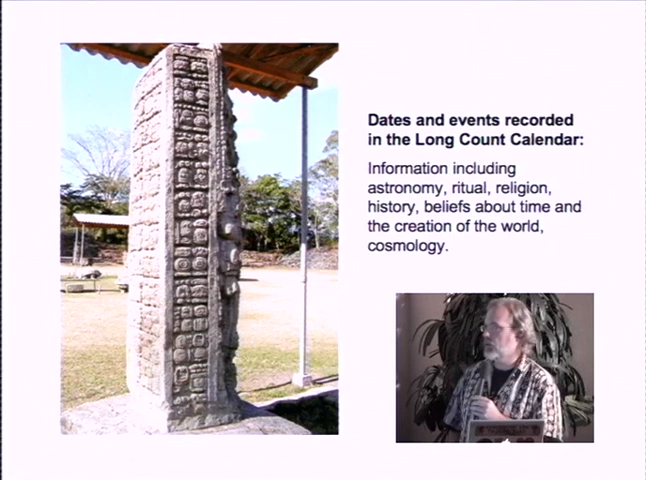 Dates and events recorded
in the Long Count Calendar:
Information including
astronomy, ritual, religion,
history, beliefs about time and
the creation of the world,
cosmology.